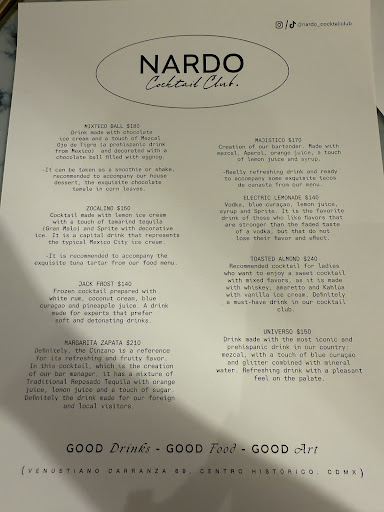 @nardo_cocktailclub
NARDO
Cocktail Club.
MIXTECO BALL $180
Drink made with chocolate
ice cream and a touch of Mezcal
Ojo de Tigre (a prehispanic drink
from Mexico) and decorated with a
chocolate ball filled with eggnog.
-It can be taken as a smoothie or shake,
recommended to accompany our house
dessert, the exquisite chocolate
tamale in corn leaves.
ZOCALINO $160
Cocktail made with lemon ice cream
with a touch of tamarind tequila
(Gran Malo) and Sprite with decorative
ice. It is a capital drink that represents
the typical Mexico City ice cream.
-It is recommended to accompany the
exquisite tuna tartar from our food menu.
JACK FROST $140
Frozen cocktail prepared with
white rum, coconut cream, blue
curaçao and pineapple juice. A drink
made for experts that prefer
soft and detonating drinks.
MARGARITA ZAPATA $210
Definitely, the Cinzano is a reference
for its refreshing and fruity flavor.
In this cocktail, which is the creation
of our bar manager, it has a mixture of
Traditional Reposado Tequila with orange
juice, lemon juice and a touch of sugar.
Definitely the drink made for our foreign
and local visitors.
MAJISTICO $170
Creation of our bartender. Made with
mezcal, Aperol, orange juice, a touch
of lemon juice and syrup.
-Really refreshing drink and ready
to accompany some exquisite tacos
de canasta from our menu.
ELECTRIC LEMONADE $140
Vodka, blue curaçao, lemon juice,
syrup and Sprite. It is the favorite
drink of those who like flavors that
are stronger than the faded taste
of a vodka, but that do not
lose their flavor and effect.
TOASTED ALMOND $240
Recommended cocktail for ladies
who want to enjoy a sweet cocktail
with mixed flavors, as it is made
with whiskey, amaretto and Kahlúa
with vanilla ice cream. Definitely
a must-have drink in our cocktail
club.
UNIVERSO $150
Drink made with the most iconic and
prehispanic drink in our country:
mezcal, with a touch of blue curaçao
and glitter combined with mineral
water. Refreshing drink with a pleasant
feel on the palate.
GOOD Drinks - GOOD Food - GOOD Art
(VENUSTIANO CARRANZA 69, CENTRO HISTÓRICO, CDMX)